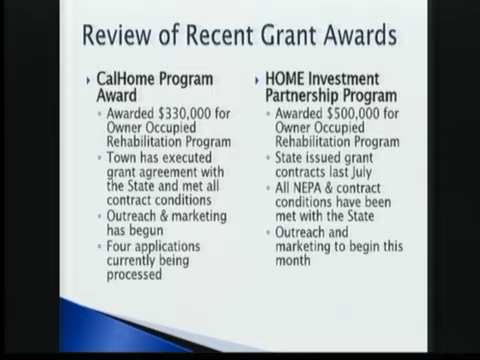 Review of Recent Grant Awards
CalHome Program
Award
Awarded $330,000 for
Owner Occupied
Rehabilitation Program
Town has executed
grant agreement with
the State and met all
contract conditions
Outreach & marketing
has begun
Four applications
currently being
processed
HOME Investment
Partnership Program
Awarded $500,000 for
Owner Occupied
Rehabilitation Program
State issued grant
contracts last July
All NEPA & contract
conditions have been
met with the State
Outreach and
marketing to begin this
month